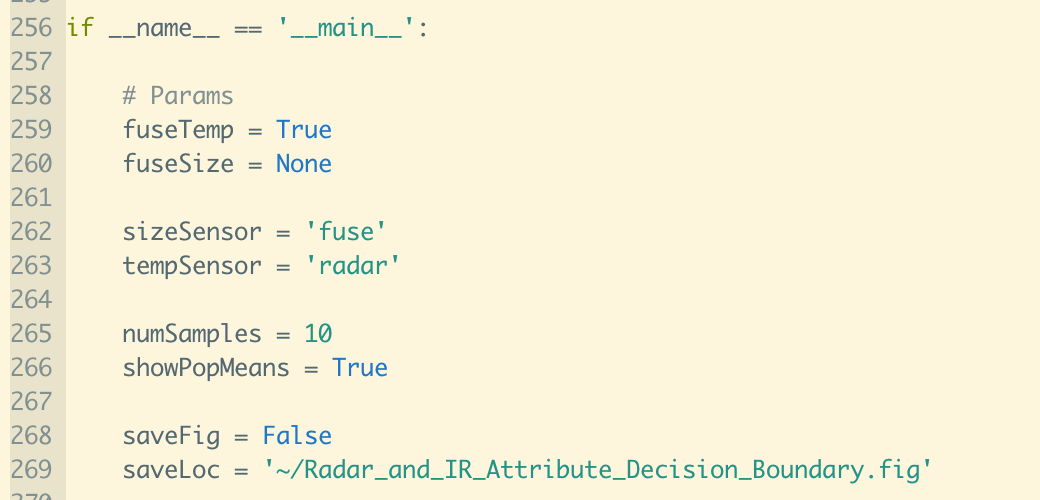 256 if __name__ == '__main__':
257
258     # Params
259     fuseTemp = True
260     fuseSize = None
261
262     sizeSensor = 'fuse'
263     tempSensor = 'radar'
264
265     numSamples = 10
266     showPopMeans = True
267
268     saveFig = False
269     saveLoc = '~/Radar_and_IR_Attribute_Decision_Boundary.fig'